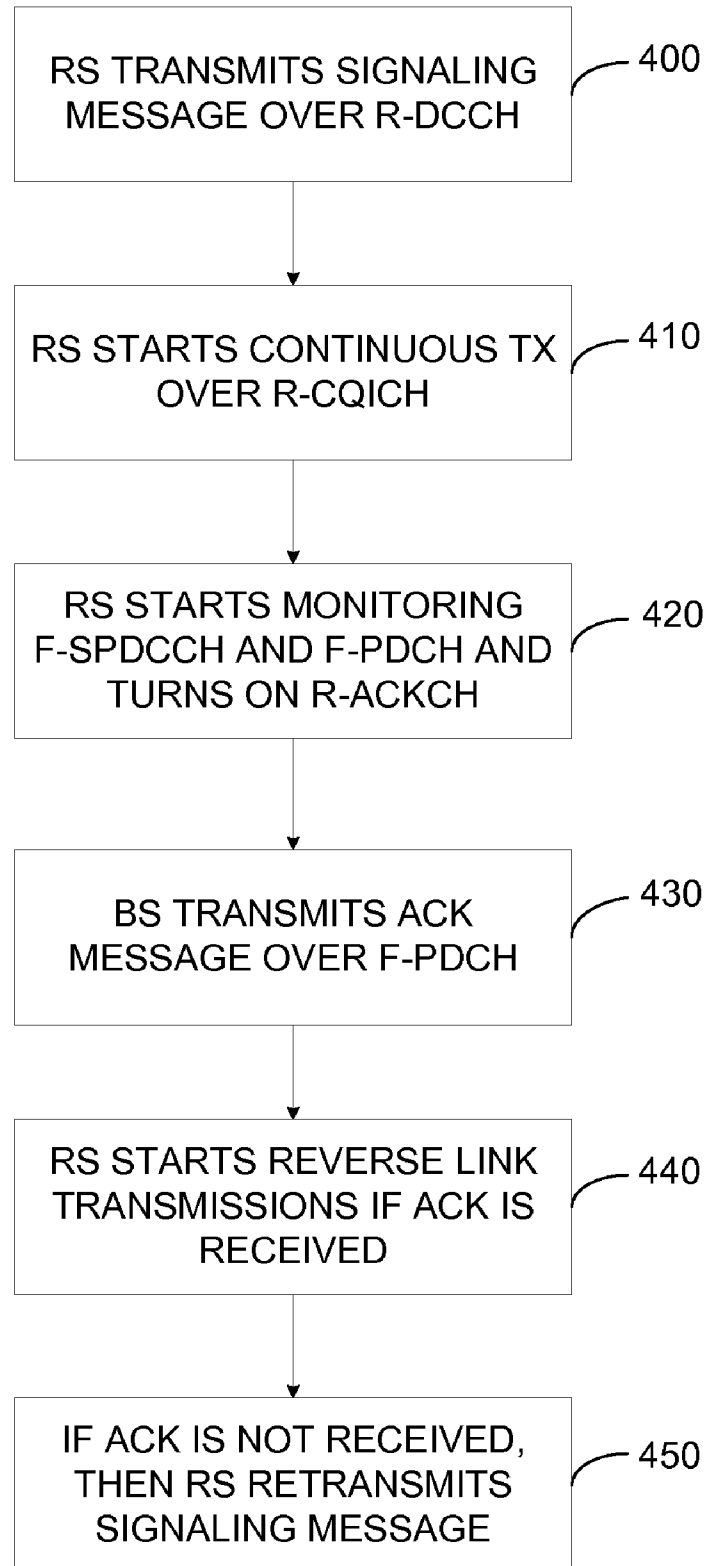 RS TRANSMITS SIGNALING
MESSAGE OVER R-DCCH
400
RS STARTS CONTINUOUS TX
OVER R-CQICH
410
RS STARTS MONITORING
F-SPDCCH AND F-PDCH AND
TURNS ON R-ACKCH
420
BS TRANSMITS ACK
MESSAGE OVER F-PDCH
430
RS STARTS REVERSE LINK
TRANSMISSIONS IF ACK IS
RECEIVED
440
IF ACK IS NOT RECEIVED,
THEN RS RETRANSMITS
SIGNALING MESSAGE
450